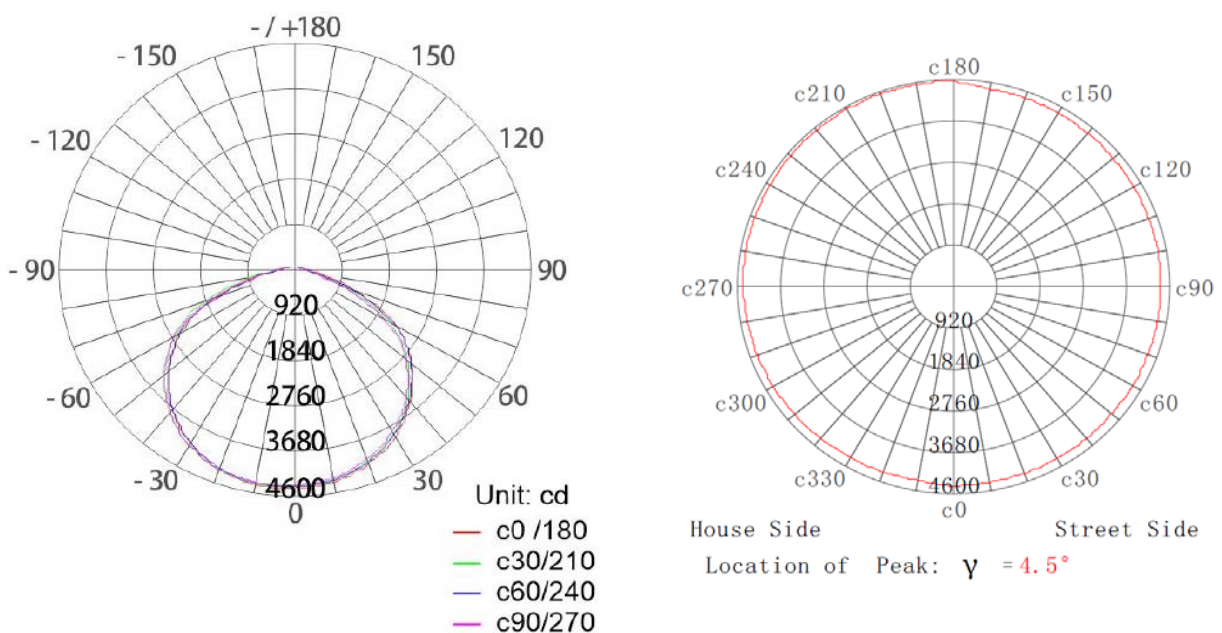 - / +180
- 150
150
- 120
120
- 90
90
- 60
60
- 30
30
0
920
1840
2760
3680
4600
Unit: cd
c0 /180
c30/210
c60/240
c90/270
c180
c210
c150
c240
c120
c270
c90
c300
c60
c330
c30
c0
920
1840
2760
3680
4600
House Side
Street Side
Location of Peak: γ =4.5°